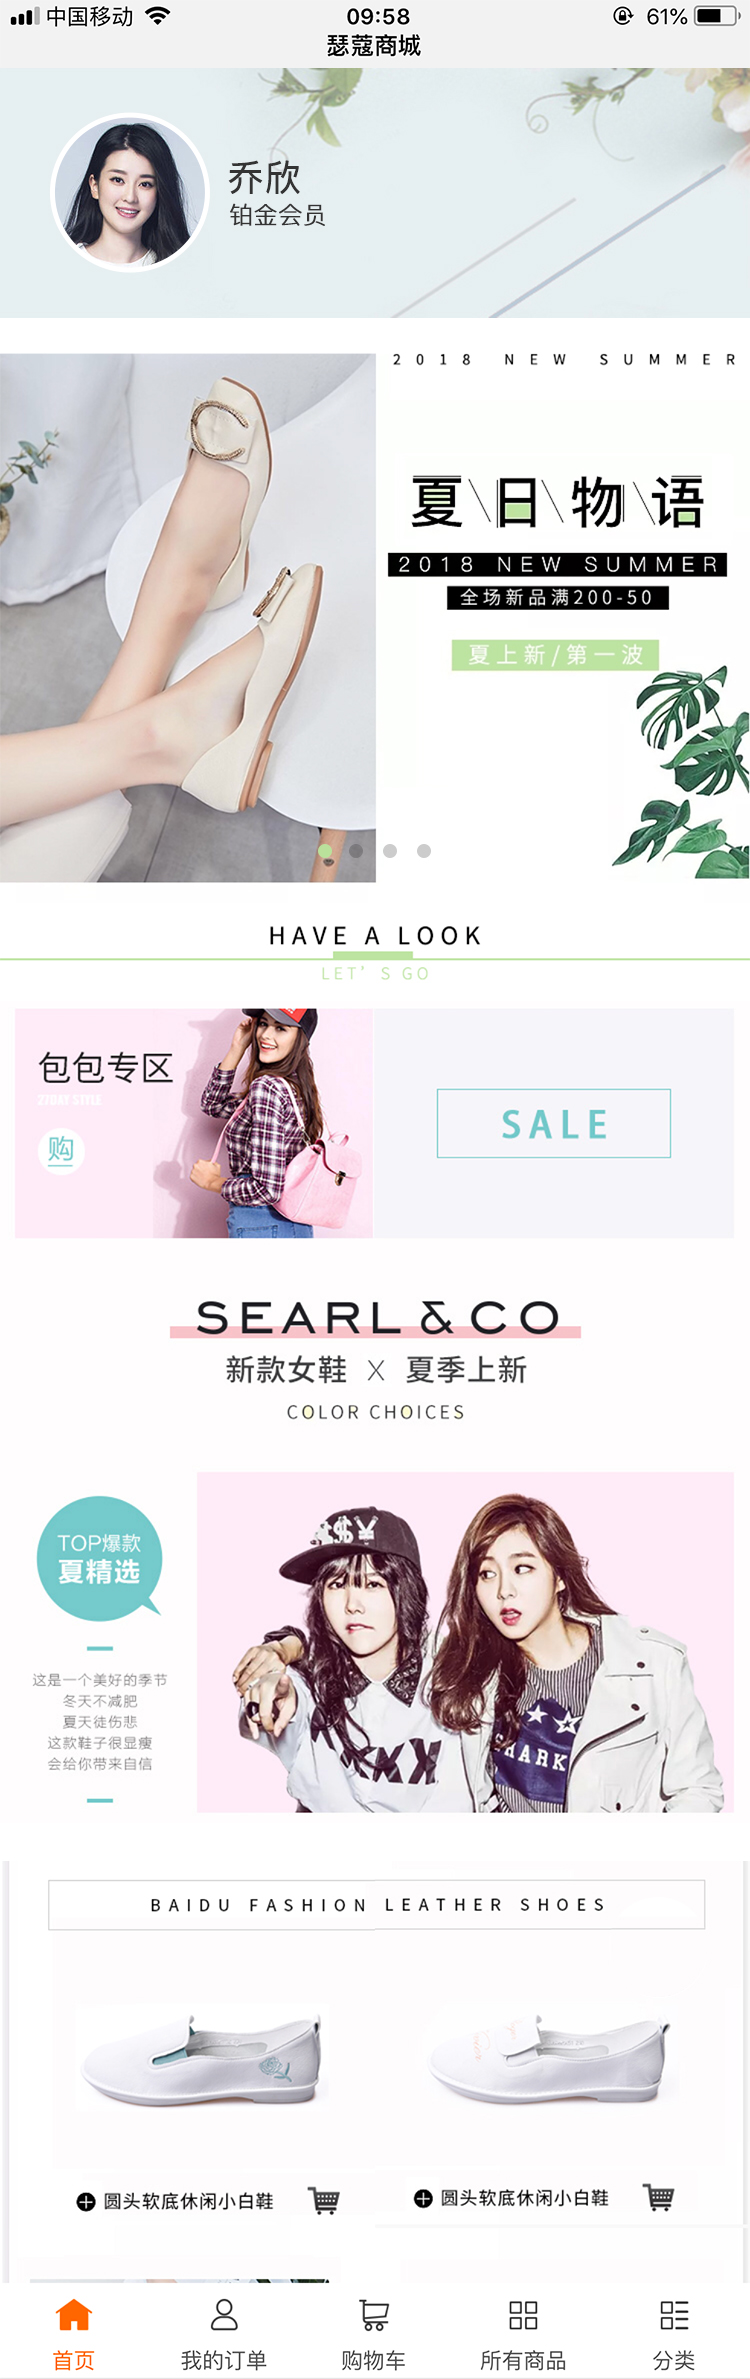 中国移动 09:58 61%
瑟蔻商城
乔欣
铂金会员
2018 NEW SUMMER
夏日物语
2018 NEW SUMMER
全场新品满200-50
夏上新/第一波
HAVE A LOOK
LET'S GO
包包专区
27DAY STYLE
购
SALE
SEARL & CO
新款女鞋 X 夏季上新
COLOR CHOICES
TOP爆款
夏精选
这是一个美好的季节
冬天不减肥
夏天徒伤悲
这款鞋子很显瘦
会给你带来自信
BAIDU FASHION LEATHER SHOES
圆头软底休闲小白鞋
圆头软底休闲小白鞋
首页 我的订单 购物车 所有商品 分类